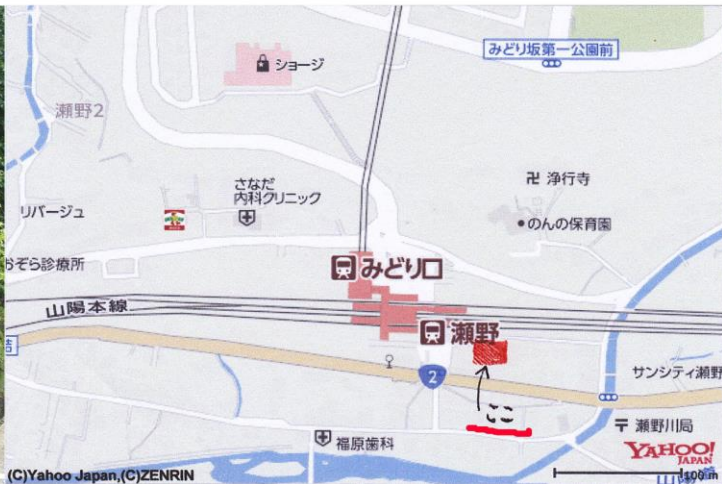 みどり坂第一公園前
ショージ
瀬野2
さなだ
内科クリニック
浄行寺
リバージュ
のんの保育園
おぞら診療所
みどり口
山陽本線
瀬野
2
サンシティ瀬野
ここ
瀬野川局
福原歯科
YAHOO!
JAPAN
(C)Yahoo Japan,(C)ZENRIN
100 m